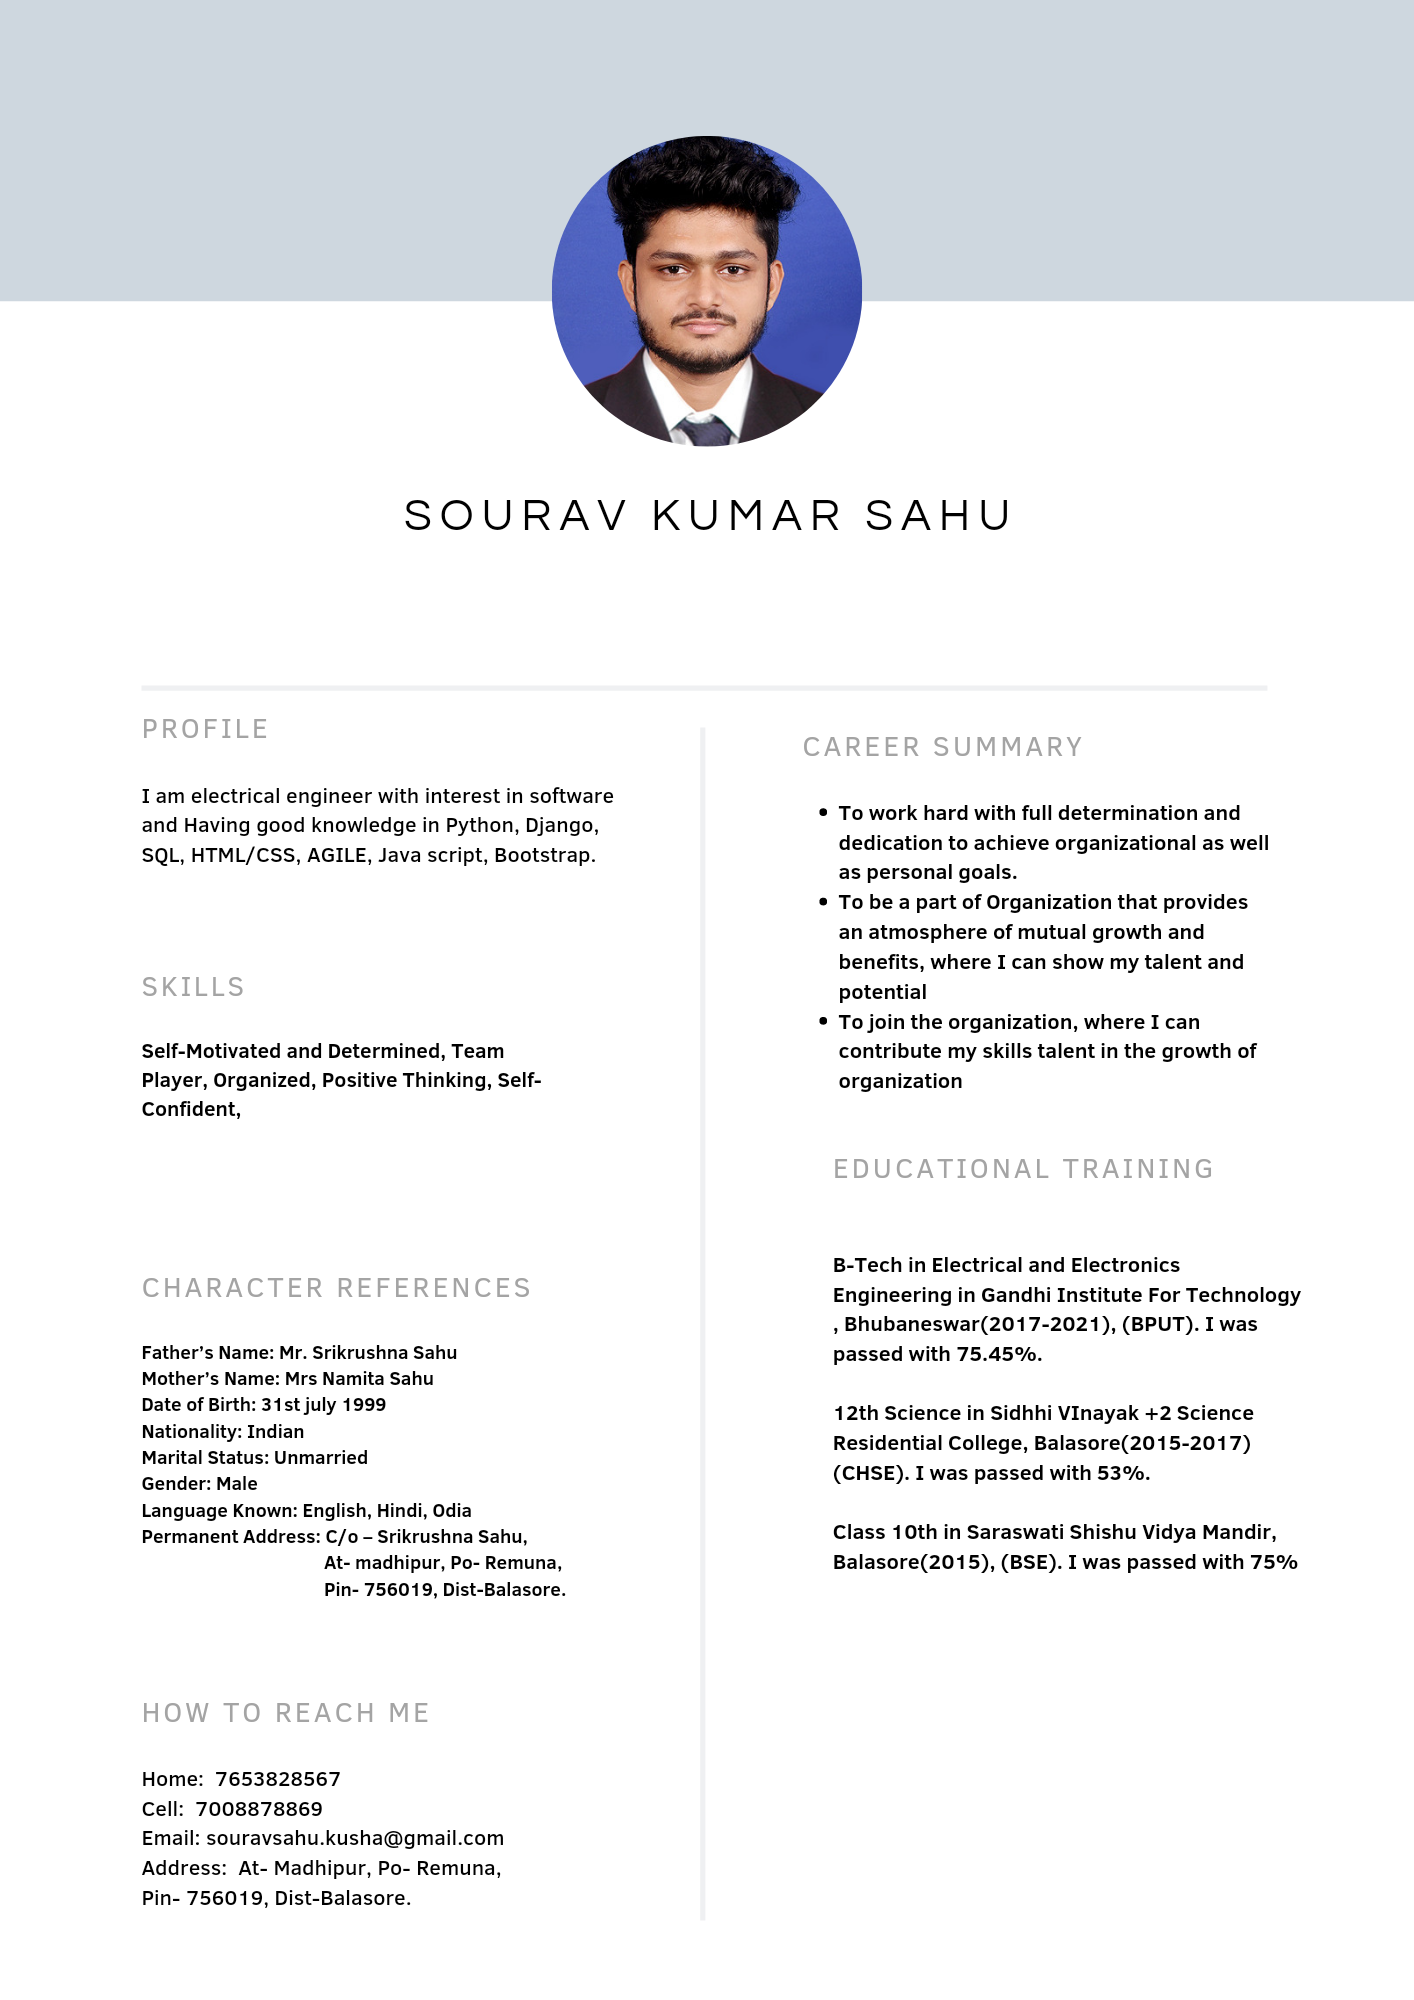 SOURAV KUMAR SAHU
PROFILE
I am electrical engineer with interest in software
and Having good knowledge in Python, Django,
SQL, HTML/CSS, AGILE, Java script, Bootstrap.
SKILLS
Self-Motivated and Determined, Team
Player, Organized, Positive Thinking, Self-
Confident,
CHARACTER REFERENCES
Father’s Name: Mr. Srikrushna Sahu
Mother’s Name: Mrs Namita Sahu
Date of Birth: 31st july 1999
Nationality: Indian
Marital Status: Unmarried
Gender: Male
Language Known: English, Hindi, Odia
Permanent Address: C/o – Srikrushna Sahu,
At- madhipur, Po- Remuna,
Pin- 756019, Dist-Balasore.
HOW TO REACH ME
Home:  7653828567
Cell:  7008878869
Email: souravsahu.kusha@gmail.com
Address:  At- Madhipur, Po- Remuna,
Pin- 756019, Dist-Balasore.
CAREER SUMMARY
• To work hard with full determination and
dedication to achieve organizational as well
as personal goals.
• To be a part of Organization that provides
an atmosphere of mutual growth and
benefits, where I can show my talent and
potential
• To join the organization, where I can
contribute my skills talent in the growth of
organization
EDUCATIONAL TRAINING
B-Tech in Electrical and Electronics
Engineering in Gandhi Institute For Technology
, Bhubaneswar(2017-2021), (BPUT). I was
passed with 75.45%.
12th Science in Sidhhi VInayak +2 Science
Residential College, Balasore(2015-2017)
(CHSE). I was passed with 53%.
Class 10th in Saraswati Shishu Vidya Mandir,
Balasore(2015), (BSE). I was passed with 75%